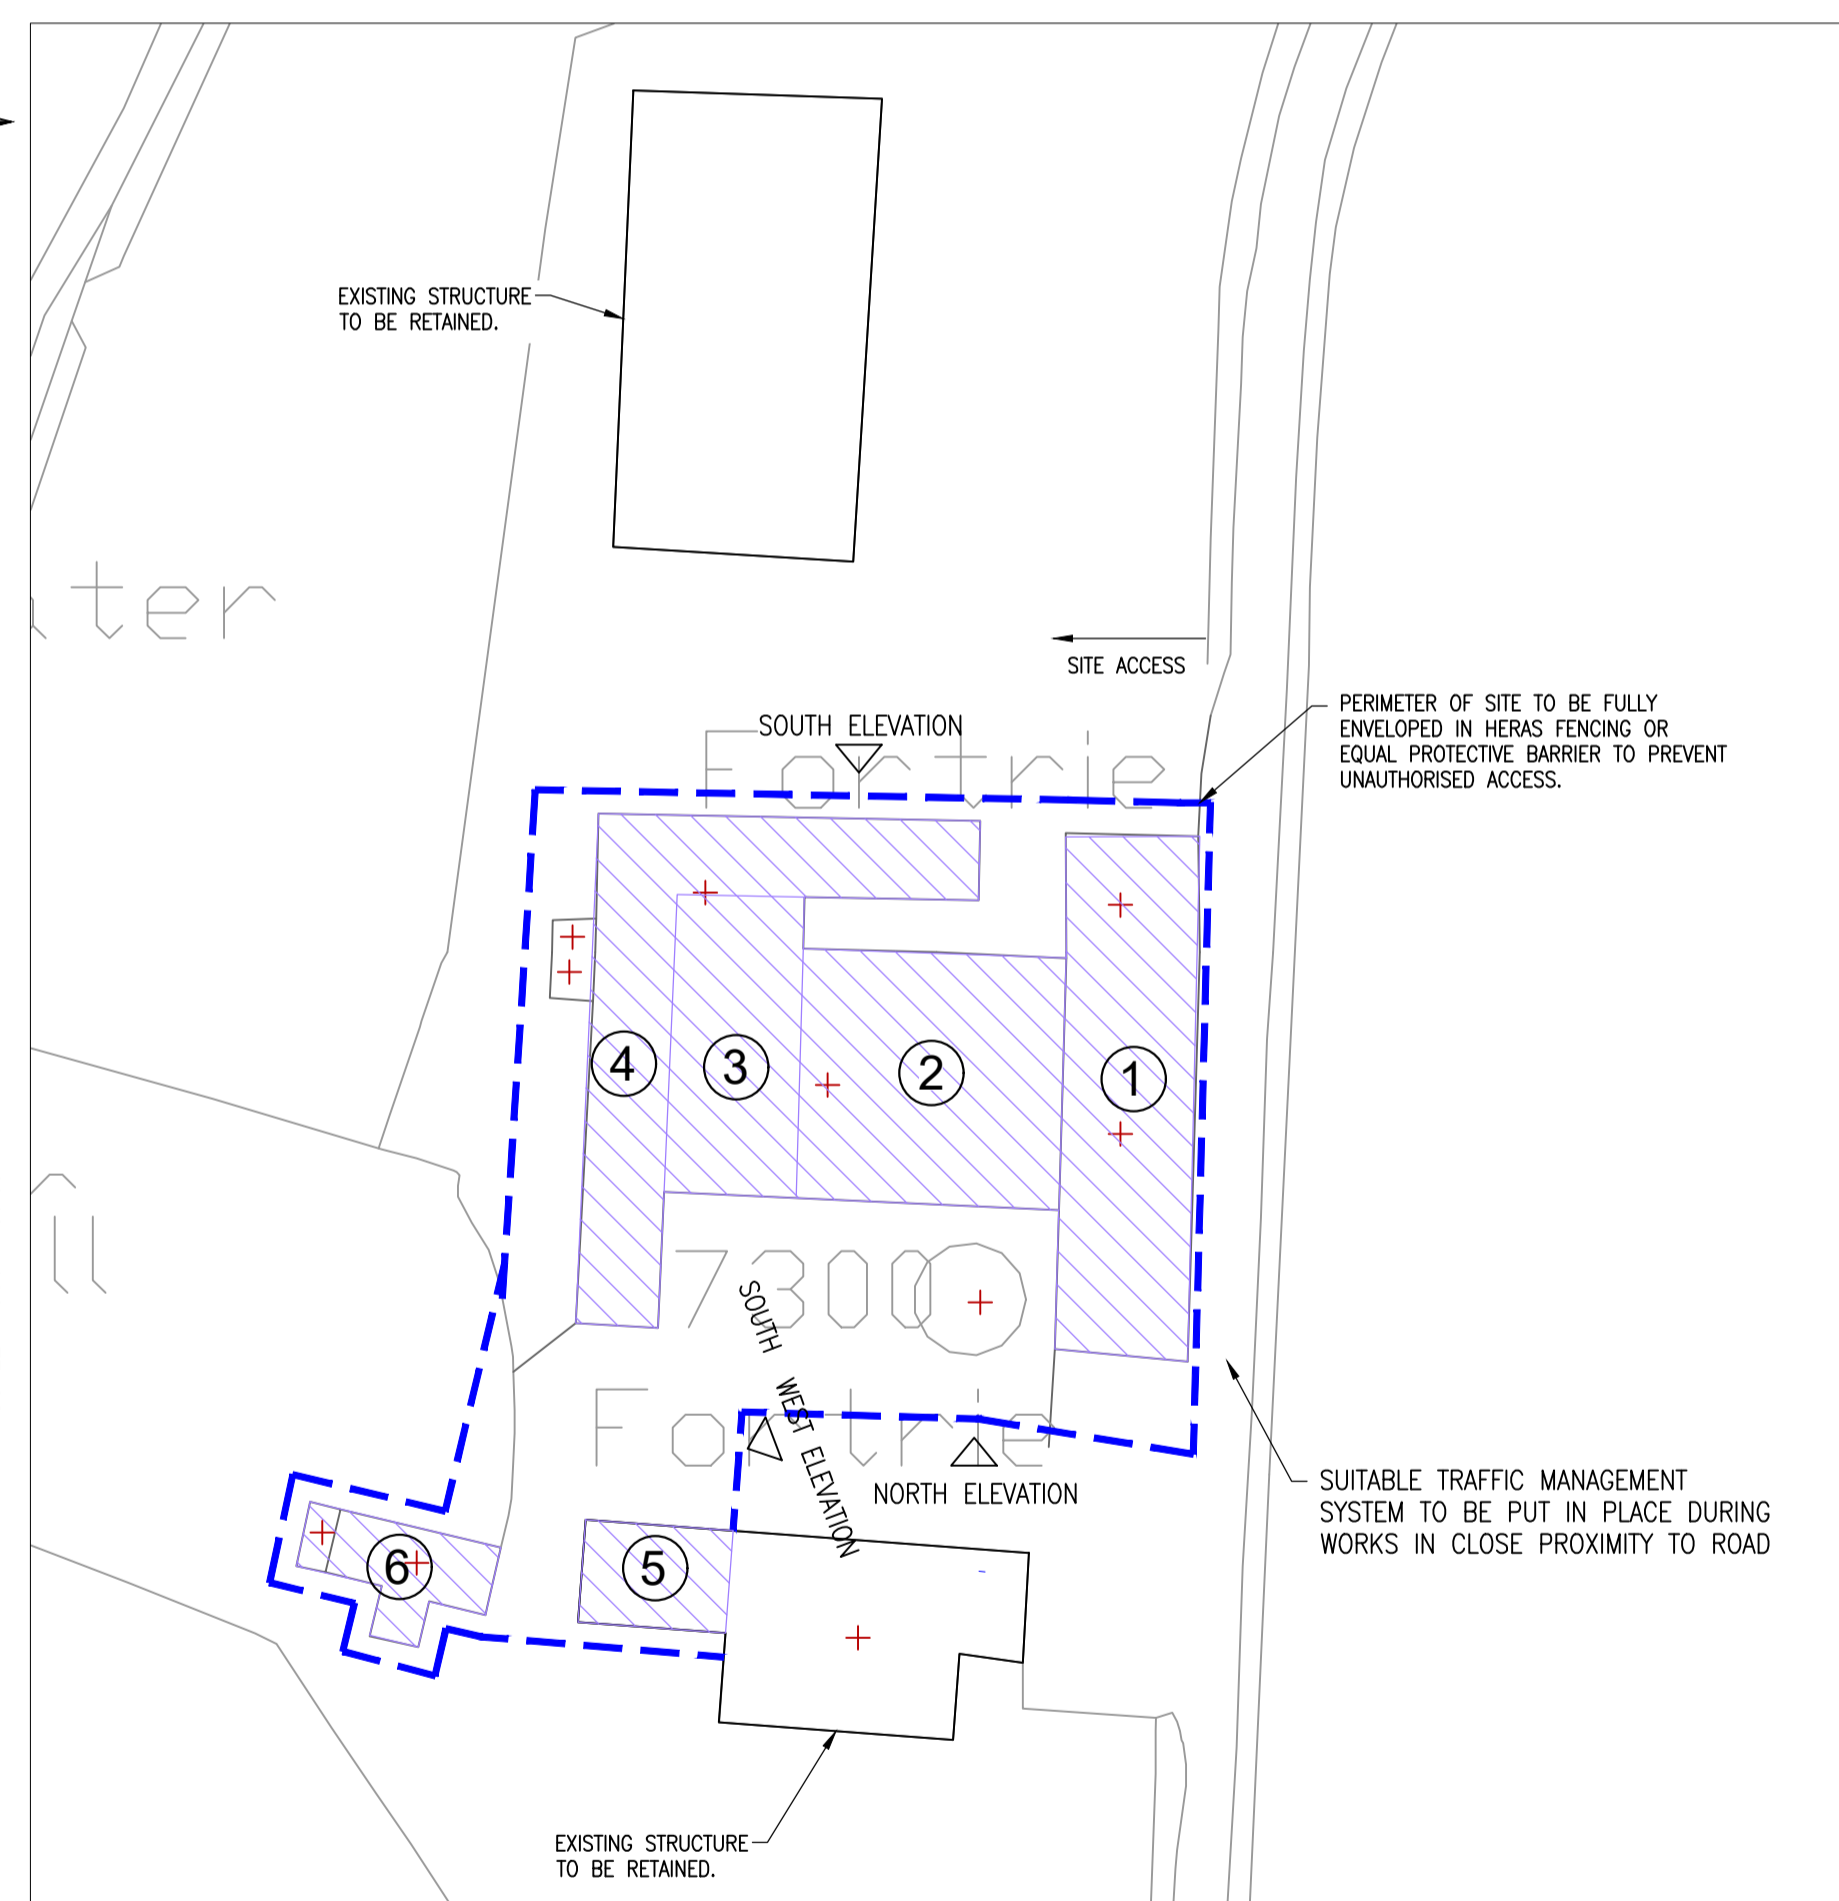 EXISTING STRUCTURE
TO BE RETAINED.
ter
SITE ACCESS
PERIMETER OF SITE TO BE FULLY
ENVELOPED IN HERAS FENCING OR
EQUAL PROTECTIVE BARRIER TO PREVENT
UNAUTHORISED ACCESS.
SOUTH ELEVATION
Fortrie
4
3
2
1
7300
SOUTH WEST ELEVATION
Fortrie
NORTH ELEVATION
SUITABLE TRAFFIC MANAGEMENT
SYSTEM TO BE PUT IN PLACE DURING
WORKS IN CLOSE PROXIMITY TO ROAD
6
5
EXISTING STRUCTURE
TO BE RETAINED.